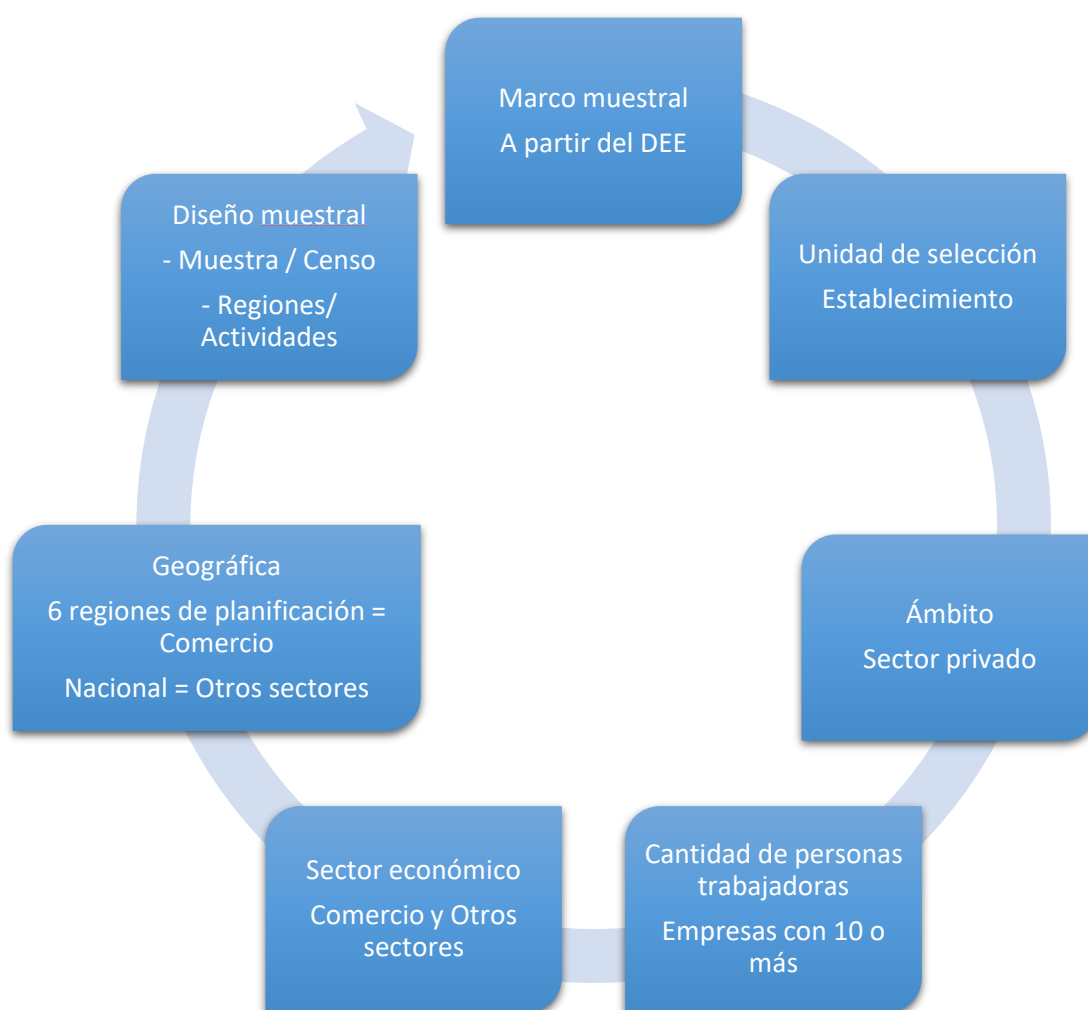 Marco muestral
A partir del DEE
Unidad de selección
Establecimiento
Ámbito
Sector privado
Cantidad de personas
trabajadoras
Empresas con 10 o
más
Sector económico
Comercio y Otros
sectores
Geográfica
6 regiones de planificación =
Comercio
Nacional = Otros sectores
Diseño muestral
- Muestra / Censo
- Regiones/
Actividades